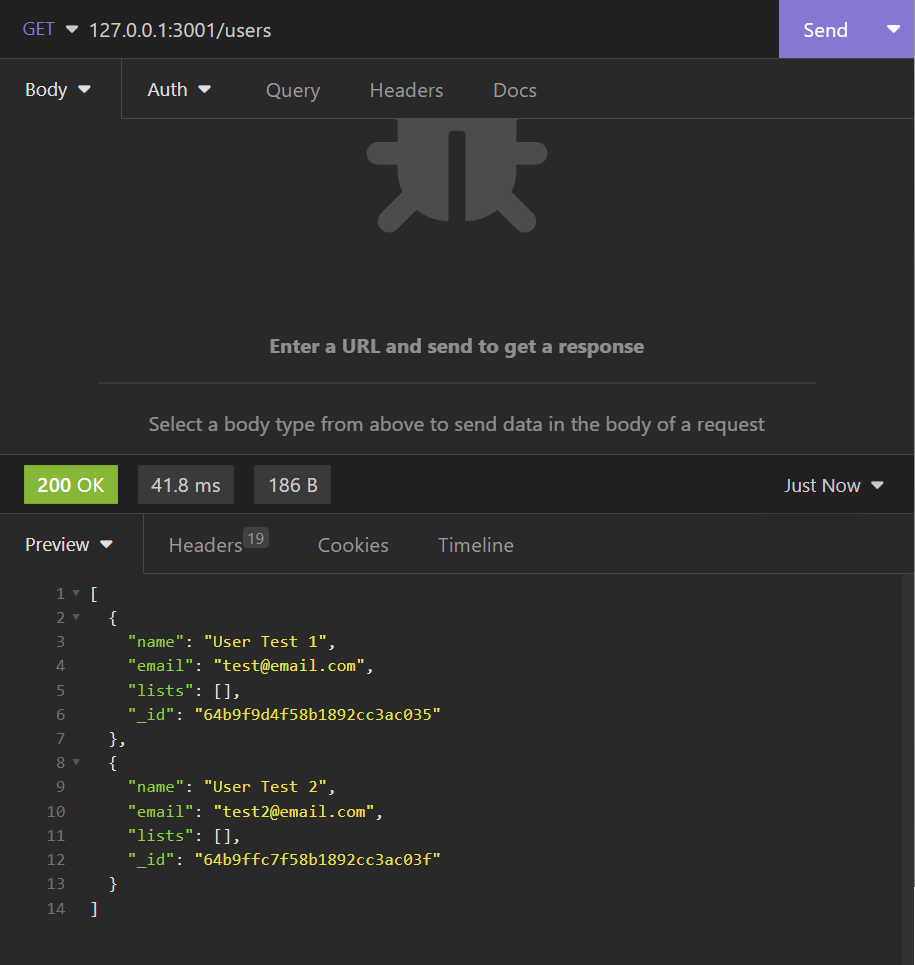 GET 127.0.0.1:3001/users Send
Body Auth Query Headers Docs
Enter a URL and send to get a response
Select a body type from above to send data in the body of a request
200 OK 41.8 ms 186 B Just Now
Preview Headers 19 Cookies Timeline
1 [
2 {
3 "name": "User Test 1",
4 "email": "test@email.com",
5 "lists": [],
6 "_id": "64b9f9d4f58b1892cc3ac035"
7 },
8 {
9 "name": "User Test 2",
10 "email": "test2@email.com",
11 "lists": [],
12 "_id": "64b9ffc7f58b1892cc3ac03f"
13 }
14 ]